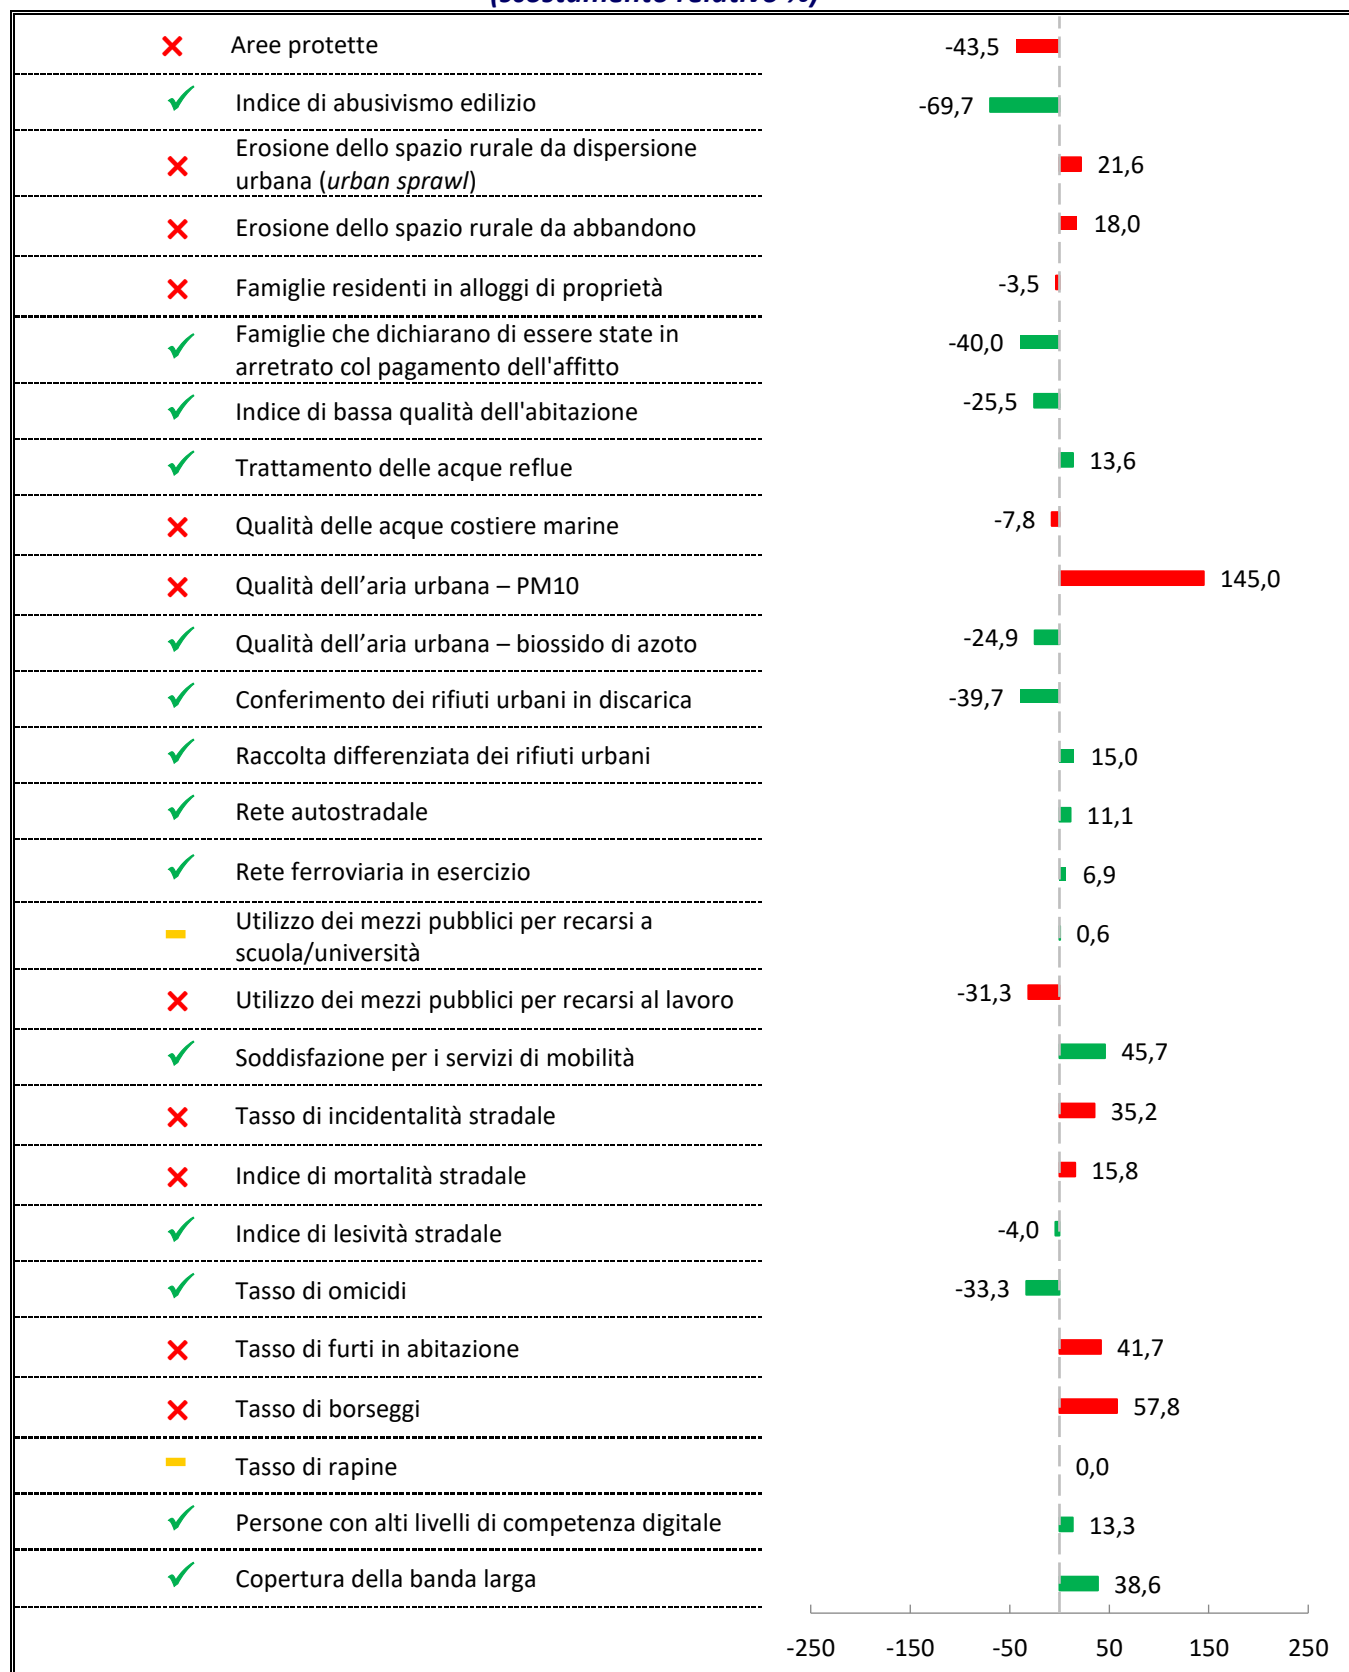 (scostamento relativo %)
Aree protette -43,5
Indice di abusivismo edilizio -69,7
Erosione dello spazio rurale da dispersione
urbana (urban sprawl) 21,6
Erosione dello spazio rurale da abbandono 18,0
Famiglie residenti in alloggi di proprietà -3,5
Famiglie che dichiarano di essere state in
arretrato col pagamento dell'affitto -40,0
Indice di bassa qualità dell'abitazione -25,5
Trattamento delle acque reflue 13,6
Qualità delle acque costiere marine -7,8
Qualità dell’aria urbana – PM10 145,0
Qualità dell’aria urbana – biossido di azoto -24,9
Conferimento dei rifiuti urbani in discarica -39,7
Raccolta differenziata dei rifiuti urbani 15,0
Rete autostradale 11,1
Rete ferroviaria in esercizio 6,9
Utilizzo dei mezzi pubblici per recarsi a
scuola/università 0,6
Utilizzo dei mezzi pubblici per recarsi al lavoro -31,3
Soddisfazione per i servizi di mobilità 45,7
Tasso di incidentalità stradale 35,2
Indice di mortalità stradale 15,8
Indice di lesività stradale -4,0
Tasso di omicidi -33,3
Tasso di furti in abitazione 41,7
Tasso di borseggi 57,8
Tasso di rapine 0,0
Persone con alti livelli di competenza digitale 13,3
Copertura della banda larga 38,6
-250 -150 -50 50 150 250